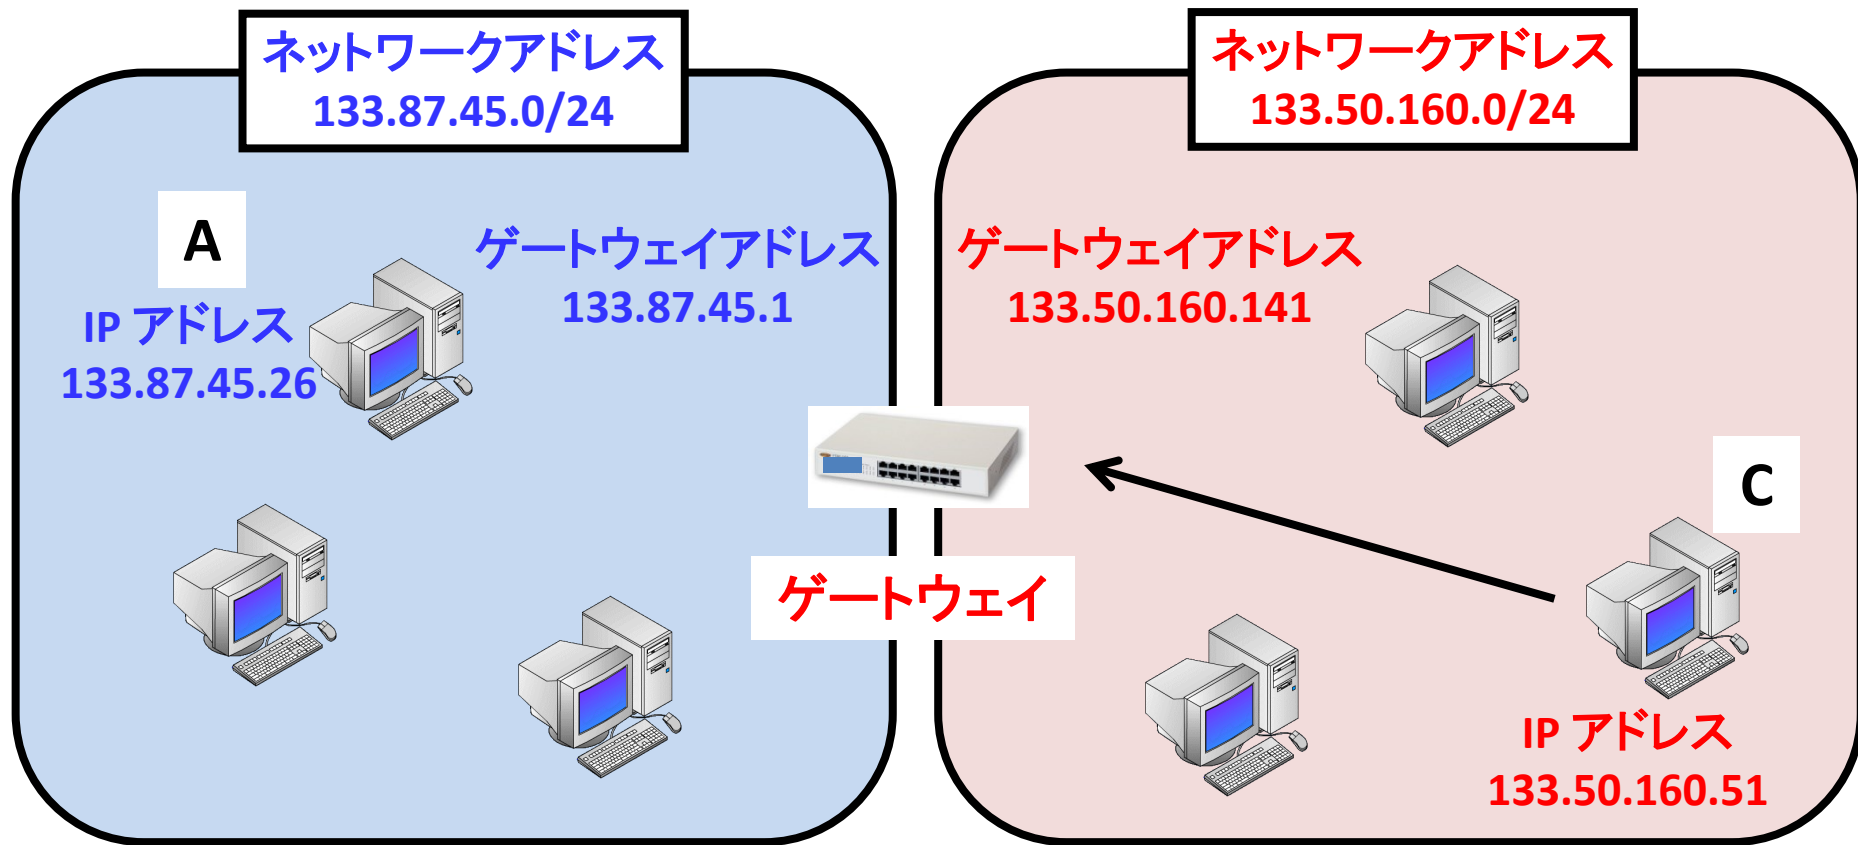 ネットワークアドレス
133.87.45.0/24
A
IP アドレス
133.87.45.26
ゲートウェイアドレス
133.87.45.1
ネットワークアドレス
133.50.160.0/24
ゲートウェイアドレス
133.50.160.141
ゲートウェイ
C
IP アドレス
133.50.160.51